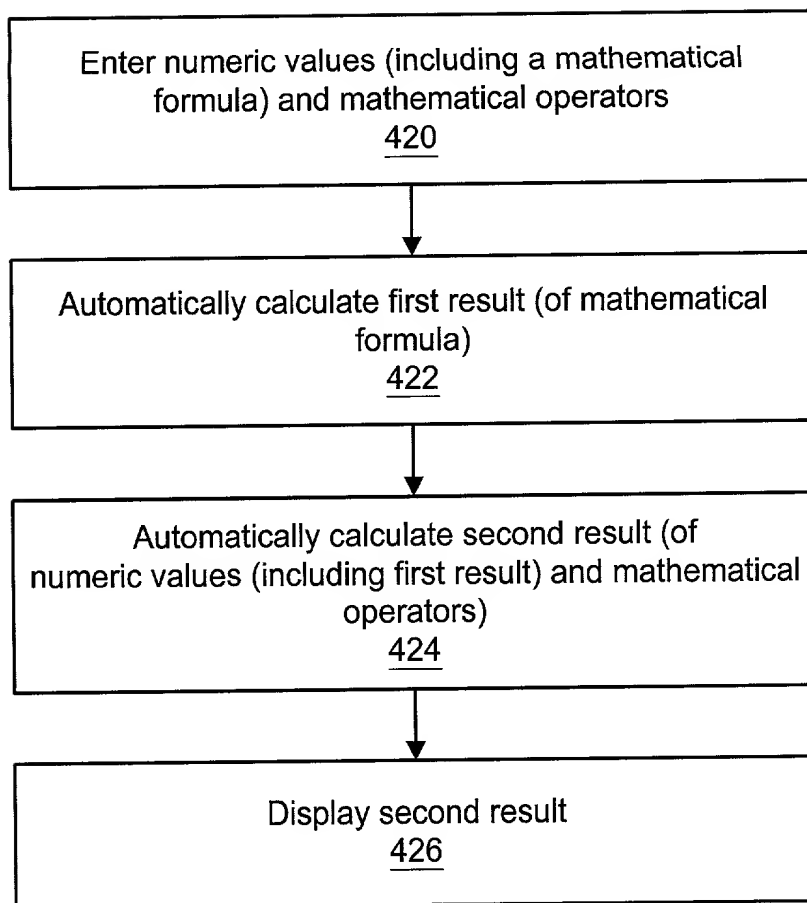 Enter numeric values (including a mathematical
formula) and mathematical operators
420
Automatically calculate first result (of mathematical
formula)
422
Automatically calculate second result (of
numeric values (including first result) and mathematical
operators)
424
Display second result
426